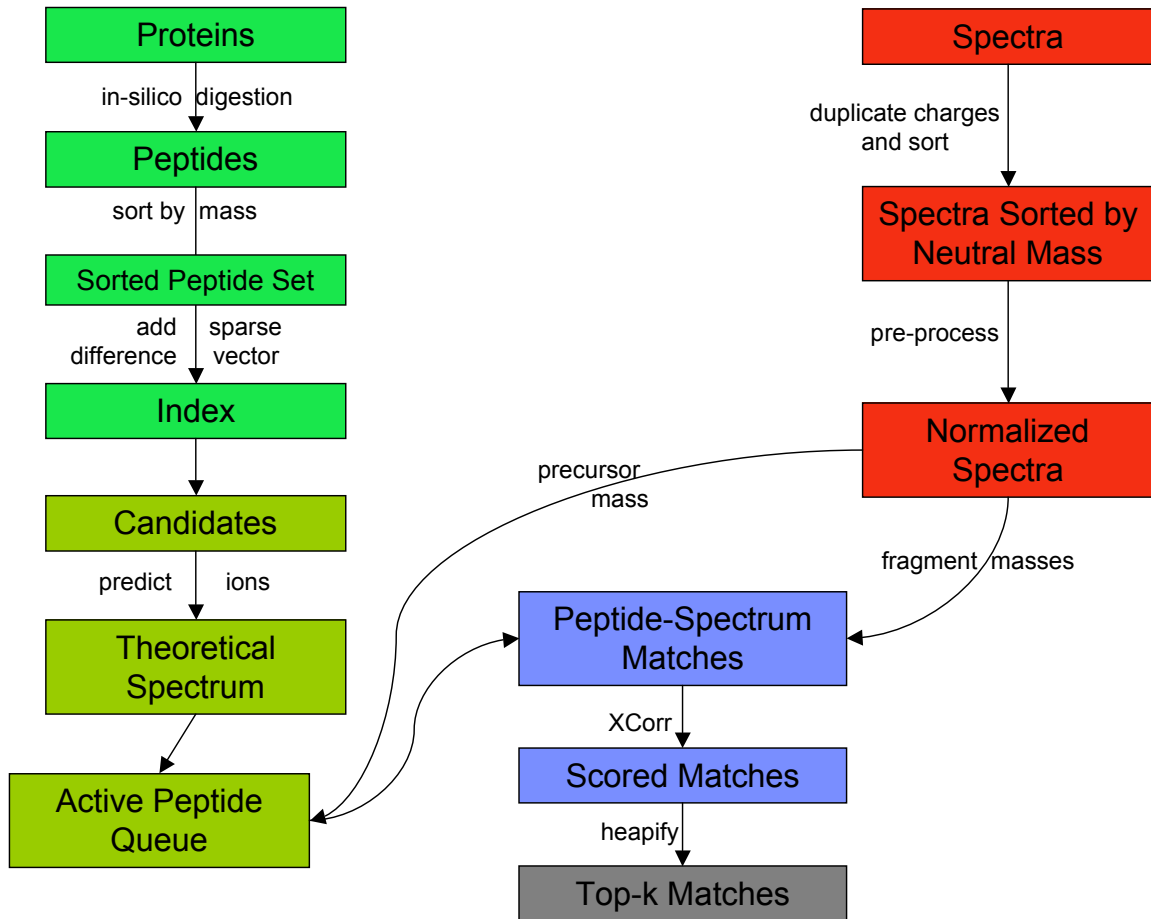 Proteins
in-silico digestion
Peptides
sort by mass
Sorted Peptide Set
add sparse
difference vector
Index
Candidates
predict ions
Theoretical
Spectrum
Active Peptide
Queue
Spectra
duplicate charges
and sort
Spectra Sorted by
Neutral Mass
pre-process
Normalized
Spectra
precursor
mass
fragment masses
Peptide-Spectrum
Matches
XCorr
Scored Matches
heapify
Top-k Matches